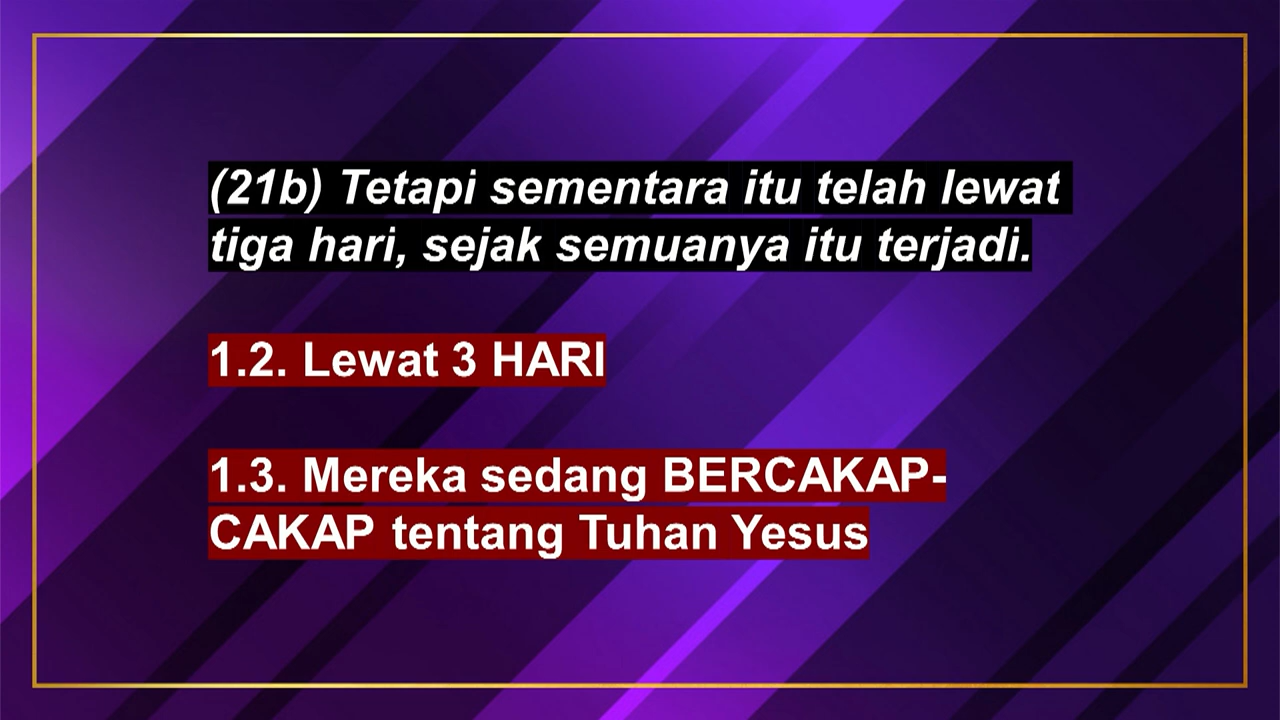 (21b) Tetapi sementara itu telah lewat
tiga hari, sejak semuanya itu terjadi.
1.2. Lewat 3 HARI
1.3. Mereka sedang BERCAKAP-
CAKAP tentang Tuhan Yesus